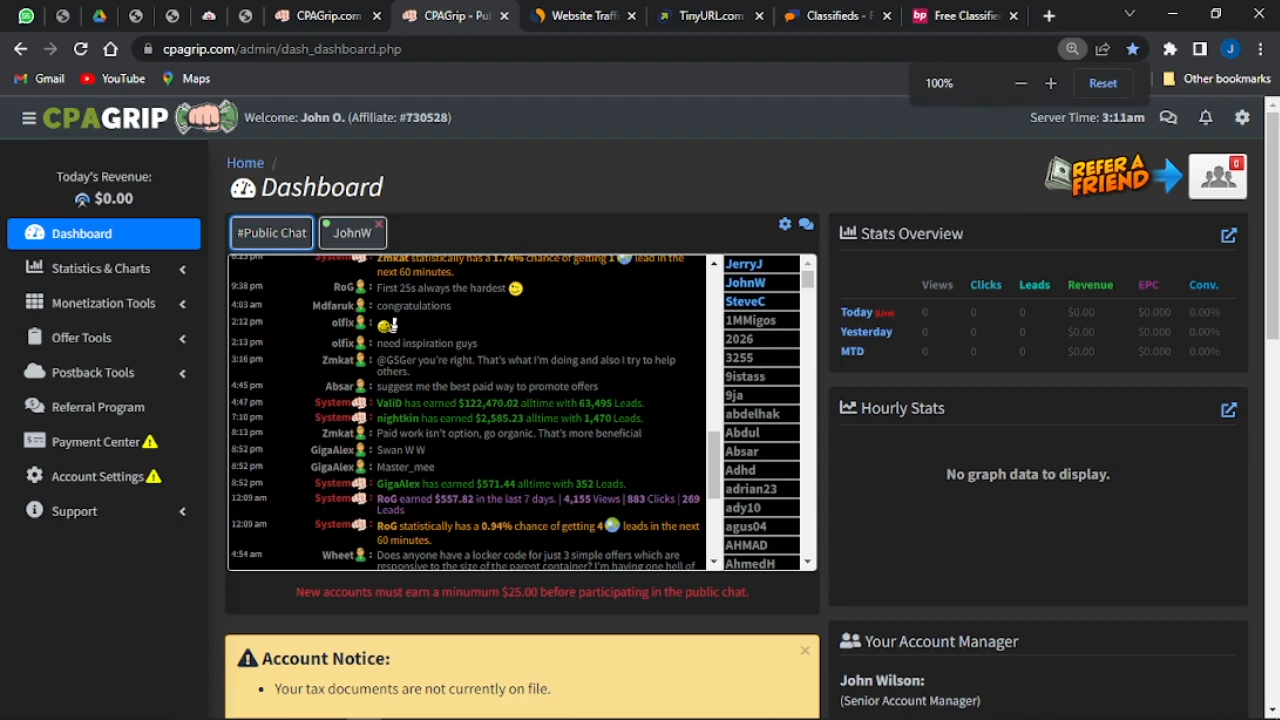 CPAGrip.com
CPAGrip - Pu
Website Traffi
TinyURL.com
Classifieds - F
Free Classifie
cpagrip.com/admin/dash_dashboard.php
J
Gmail
YouTube
Maps
Other bookmarks
100%
Reset
CPAGRIP
Welcome: John O. (Affiliate: #730528)
Server Time: 3:11am
Today's Revenue:
$0.00
Dashboard
Statistics & Charts
Monetization Tools
Offer Tools
Postback Tools
Referral Program
Payment Center
Account Settings
Support
Home /
Dashboard
REFER A FRIEND
0
#Public Chat
JohnW
6:25 pm System: Zmkat statistically has a 1.74% chance of getting 1 lead in the
next 60 minutes.
9:38 pm RoG : First 25s always the hardest
4:03 am Mdfaruk : congratulations
2:12 pm olfix :
2:13 pm olfix : need inspiration guys
3:16 pm Zmkat : @GSGer you're right. That's what I'm doing and also I try to help
others.
4:45 pm Absar : suggest me the best paid way to promote offers
4:47 pm System : ValiD has earned $122,470.02 alltime with 63,495 Leads.
7:10 pm System : nightkin has earned $2,585.23 alltime with 1,470 Leads.
8:13 pm Zmkat : Paid work isn't option, go organic. That's more beneficial
8:52 pm GigaAlex : Swan W W
8:52 pm GigaAlex : Master_mee
8:52 pm System : GigaAlex has earned $571.44 alltime with 352 Leads.
12:09 am System : RoG earned $557.82 in the last 7 days. | 4,155 Views | 883 Clicks | 269
Leads
12:09 am System : RoG statistically has a 0.94% chance of getting 4 leads in the next
60 minutes.
4:54 am Wheet : Does anyone have a locker code for just 3 simple offers which are
responsive to the size of the parent container? I'm having one hell of
JerryJ
JohnW
SteveC
1MMigos
2026
3255
9istass
9ja
abdelhak
Abdul
Absar
Adhd
adrian23
ady10
agus04
AHMAD
AhmedH
New accounts must earn a minumum $25.00 before participating in the public chat.
Account Notice:
Your tax documents are not currently on file.
Stats Overview
Views Clicks Leads Revenue EPC Conv.
Today (Live) 0 0 0 $0.00 $0.000 0.00%
Yesterday 0 0 0 $0.00 $0.000 0.00%
MTD 0 0 0 $0.00 $0.000 0.00%
Hourly Stats
No graph data to display.
Your Account Manager
John Wilson:
(Senior Account Manager)